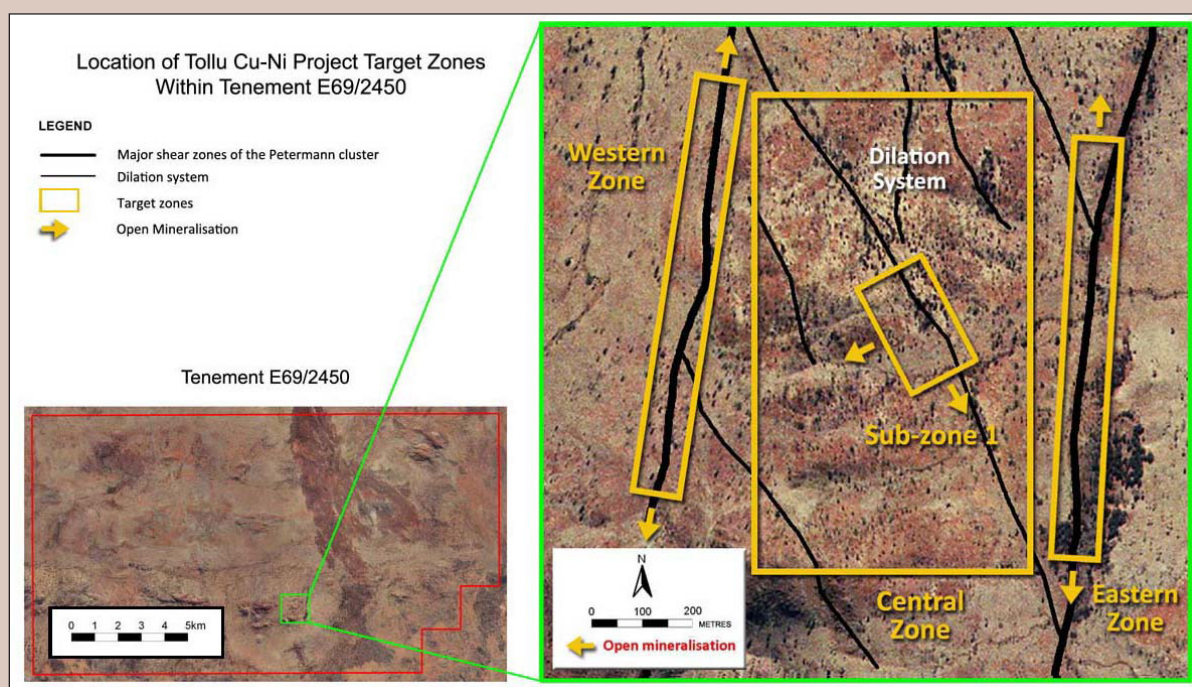 Location of Tollu Cu-Ni Project Target Zones
Within Tenement E69/2450
LEGEND
Major shear zones of the Petermann cluster
Dilation system
Target zones
Open Mineralisation
Tenement E69/2450
0 1 2 3 4 5km
Western
Zone
Dilation
System
Sub-zone 1
Central
Zone
Eastern
Zone
N
0 100 200
METRES
Open mineralisation